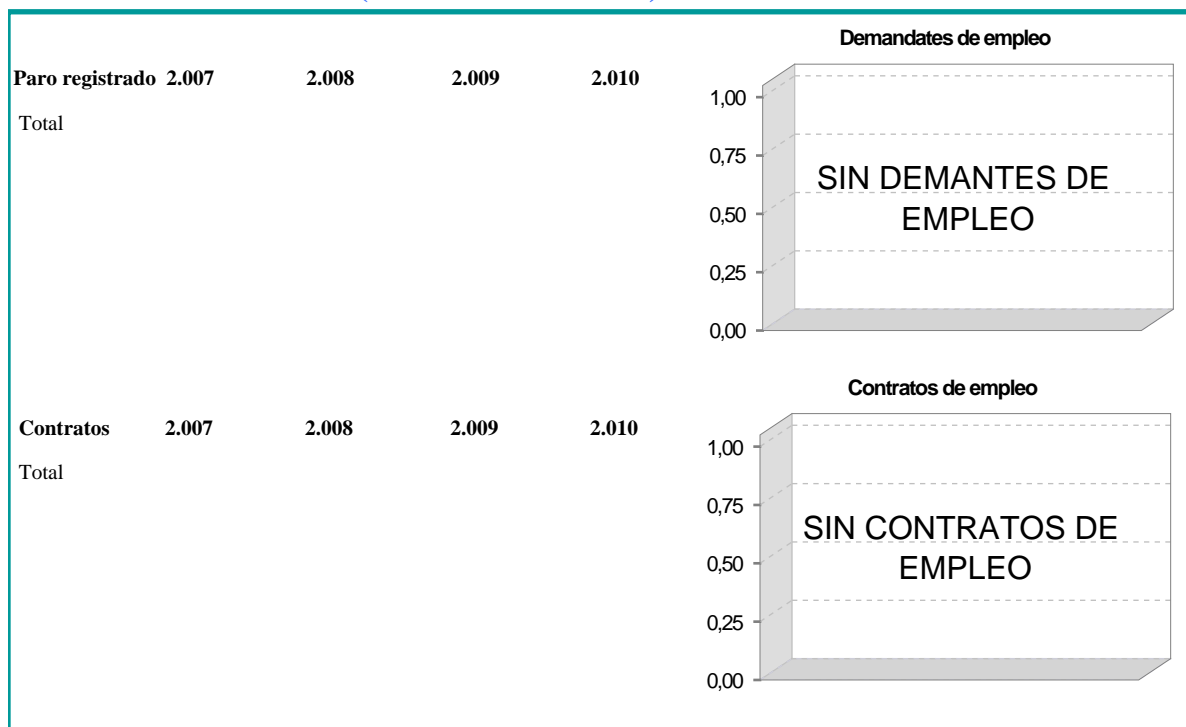 Demandates de empleo
Paro registrado 2.007 2.008 2.009 2.010
Total
1,00
0,75
0,50
0,25
0,00
SIN DEMANTES DE
EMPLEO
Contratos de empleo
Contratos 2.007 2.008 2.009 2.010
Total
1,00
0,75
0,50
0,25
0,00
SIN CONTRATOS DE
EMPLEO